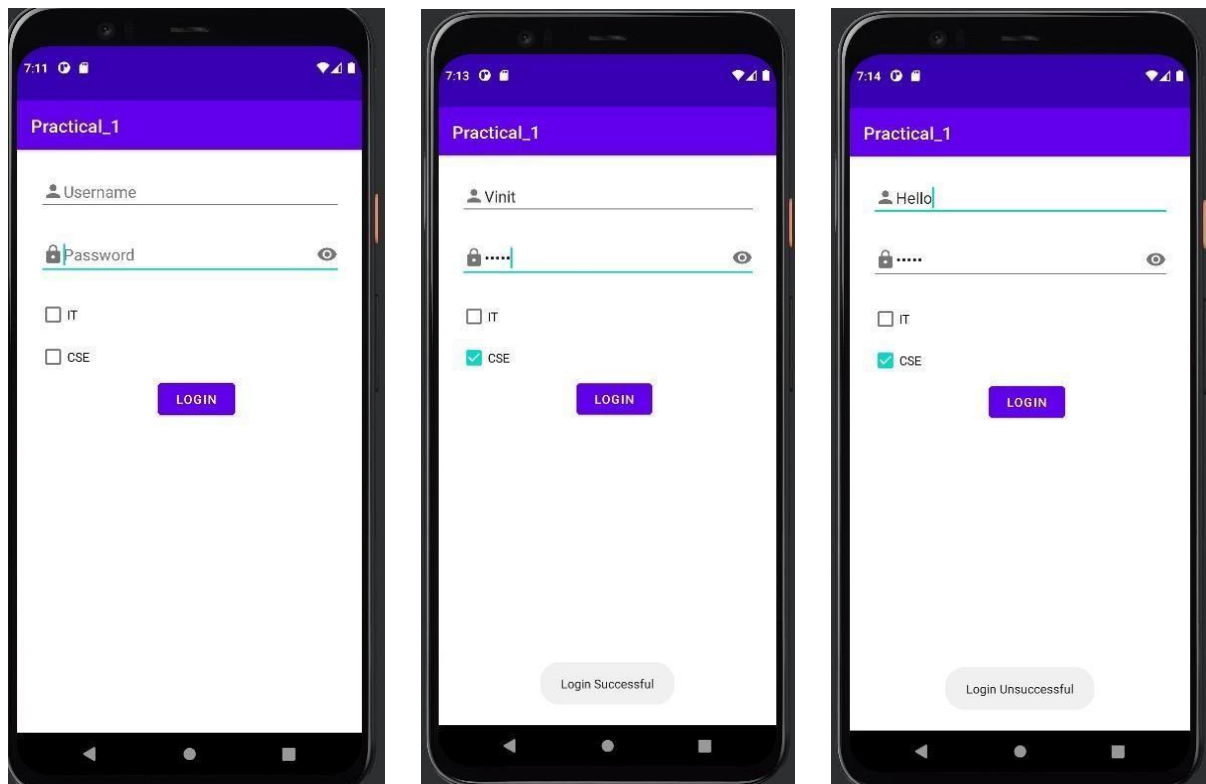 7:11
Practical_1
Username
Password
IT
CSE
LOGIN
7:13
Practical_1
Vinit
•••••
IT
CSE
LOGIN
Login Successful
7:14
Practical_1
Hello
•••••
IT
CSE
LOGIN
Login Unsuccessful